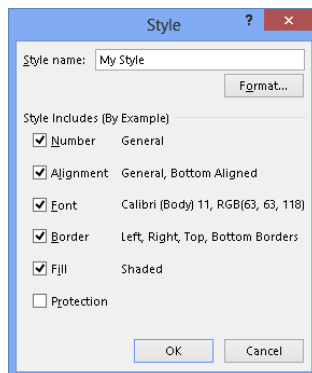 Style
? ×
Style name: My Style
Format...
Style Includes (By Example)
Number General
Alignment General, Bottom Aligned
Font Calibri (Body) 11, RGB(63, 63, 118)
Border Left, Right, Top, Bottom Borders
Fill Shaded
Protection
OK Cancel